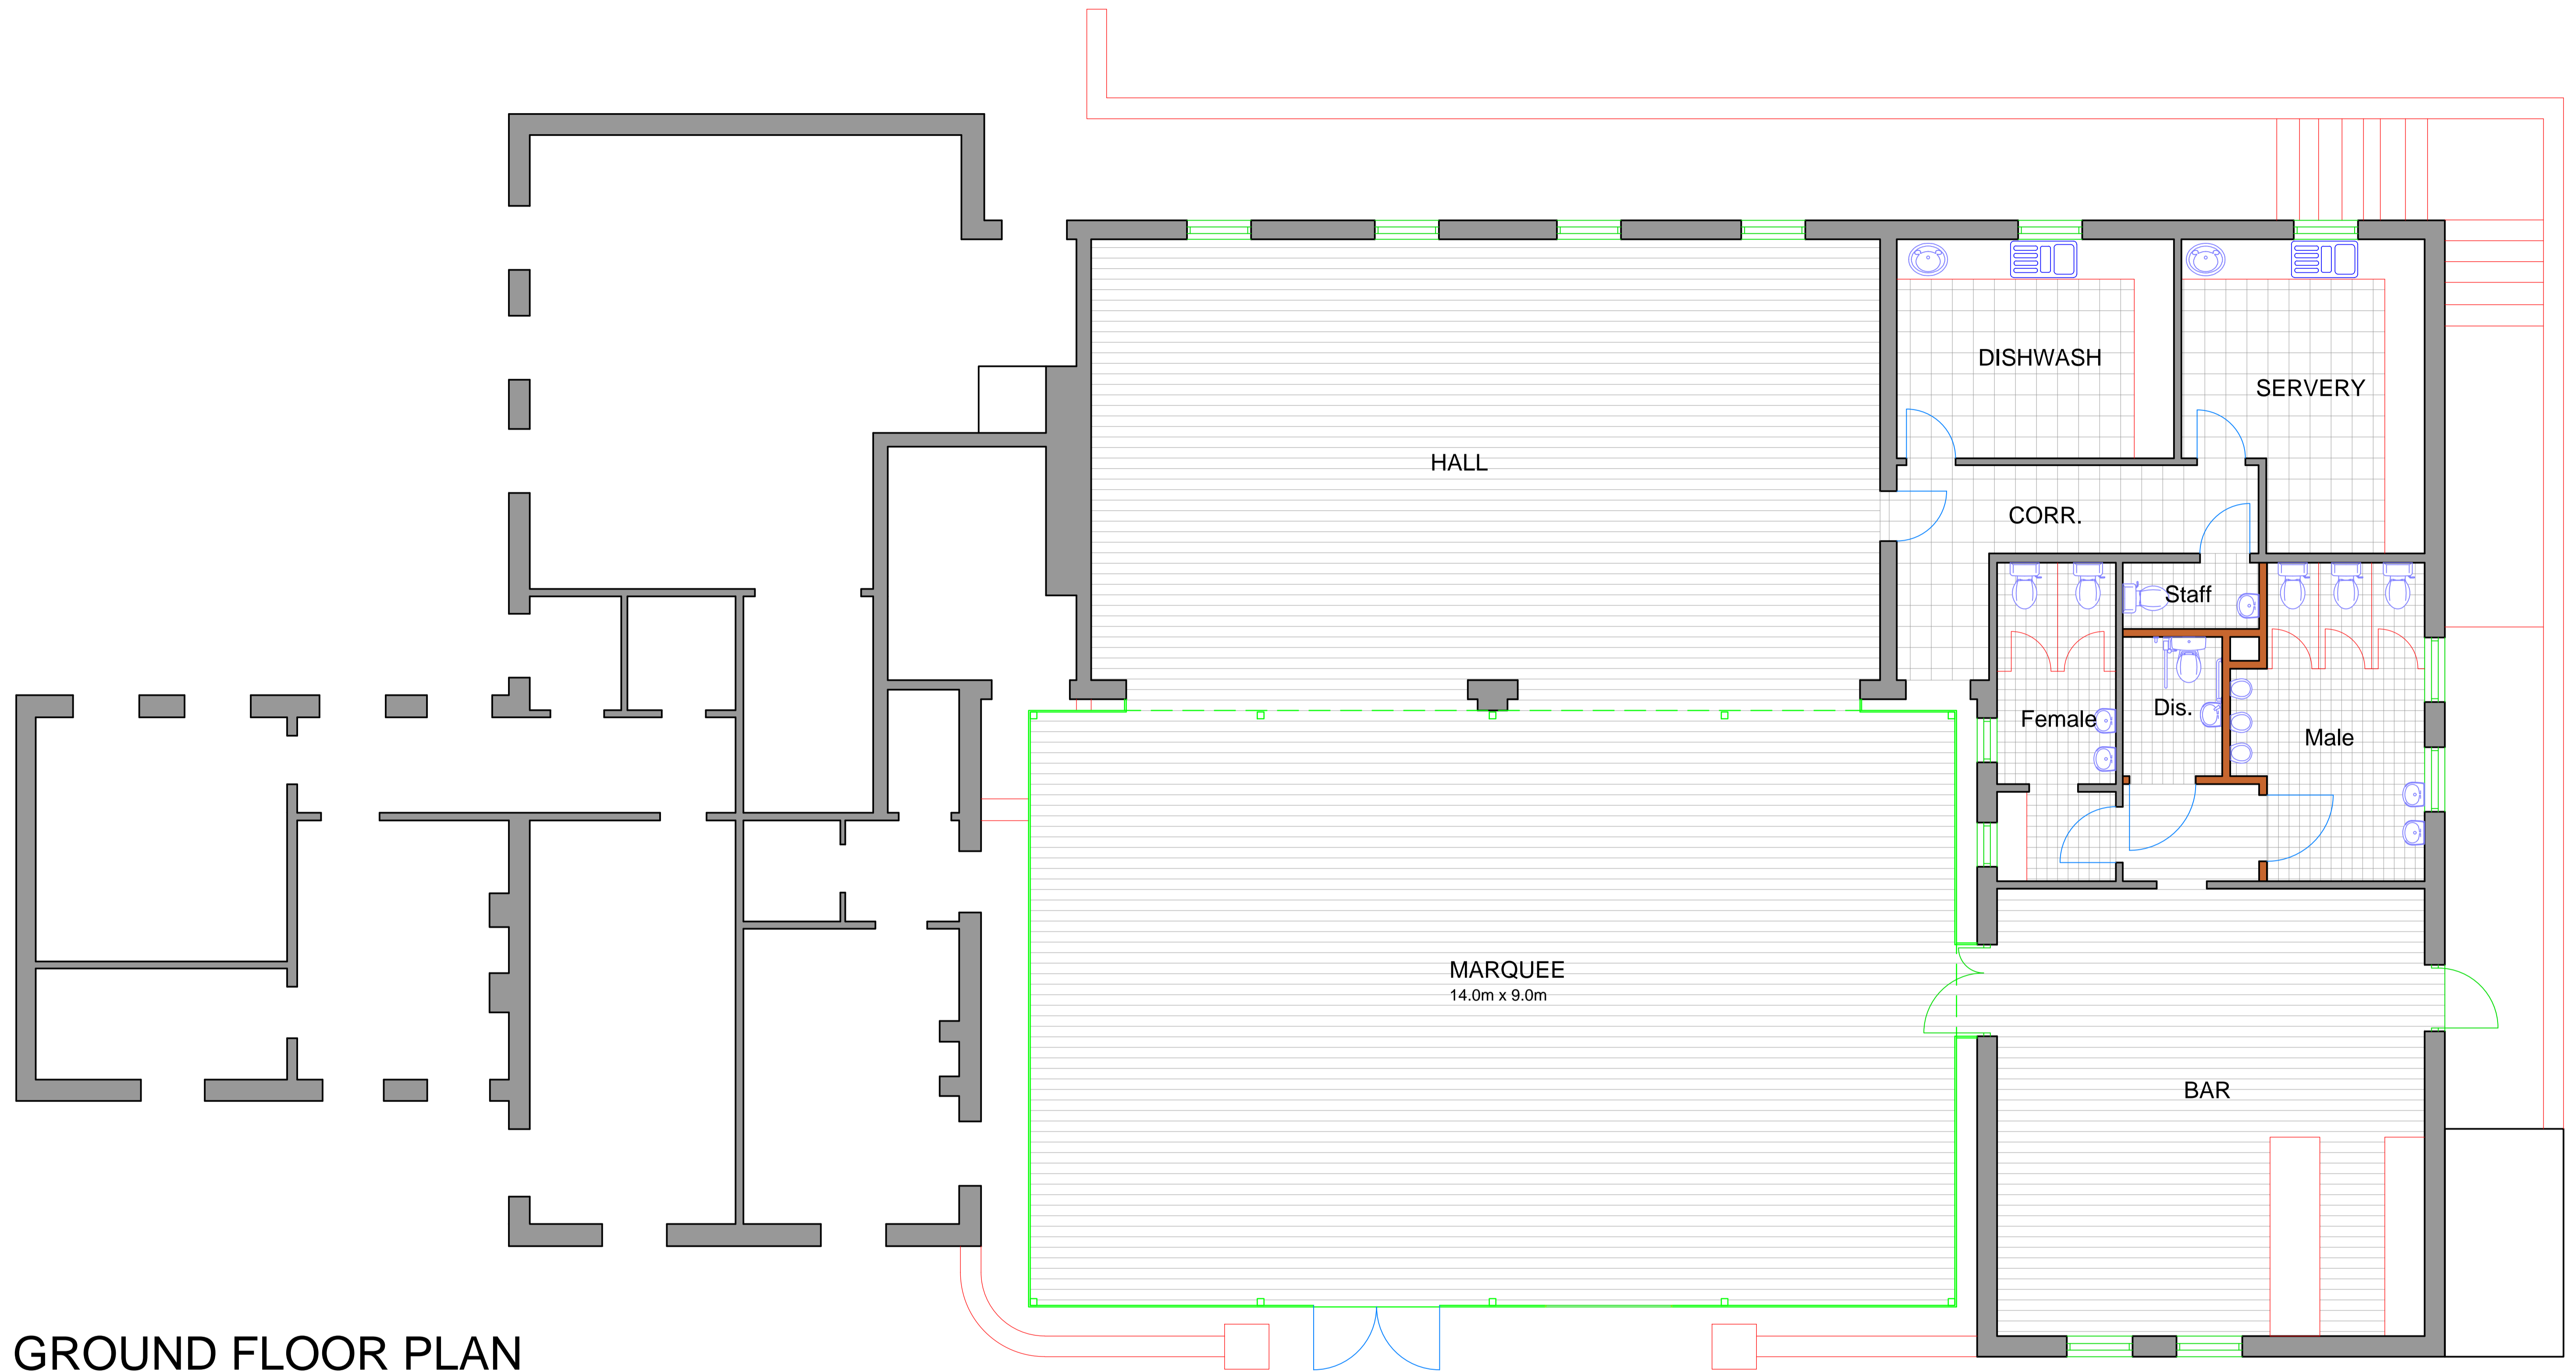 DISHWASH
SERVERY
HALL
CORR.
Staff
Dis.
Female
Male
MARQUEE
14.0m x 9.0m
BAR
GROUND FLOOR PLAN